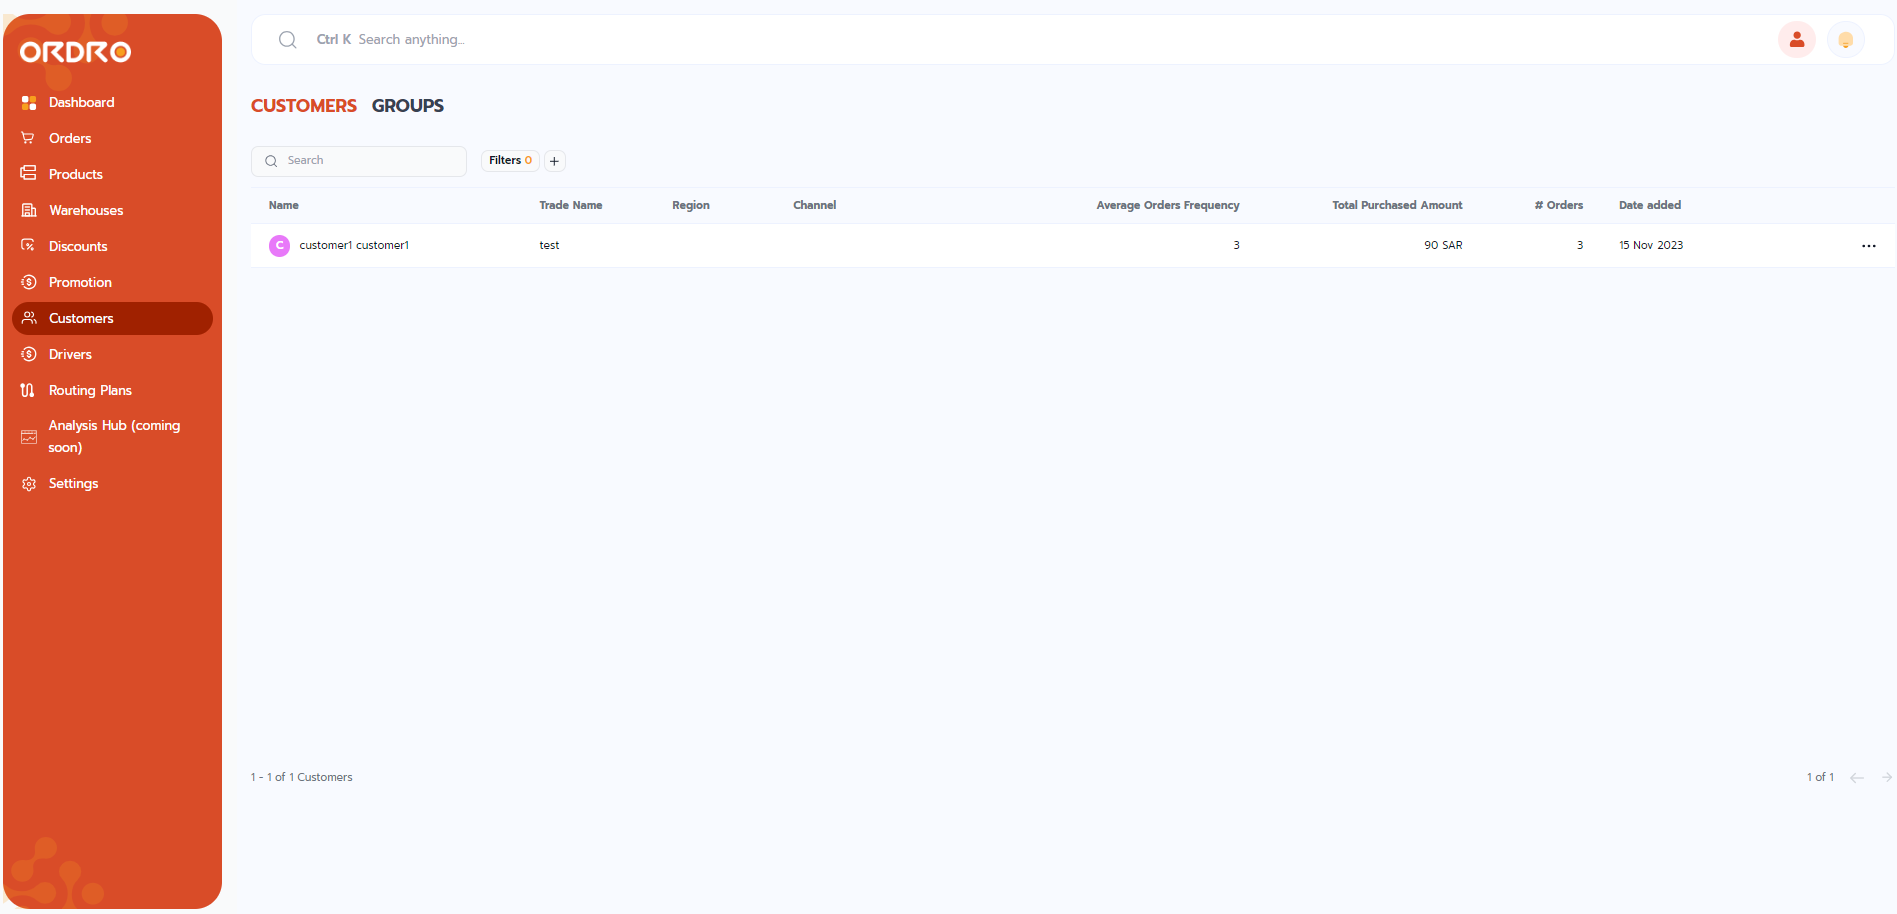 ORDRO
Dashboard
Orders
Products
Warehouses
Discounts
Promotion
Customers
Drivers
Routing Plans
Analysis Hub (coming
soon)
Settings
Ctrl K Search anything...
CUSTOMERS GROUPS
Search Filters 0 +
Name Trade Name Region Channel Average Orders Frequency Total Purchased Amount # Orders Date added
C customer1 customer1 test 3 90 SAR 3 15 Nov 2023
1 - 1 of 1 Customers 1 of 1